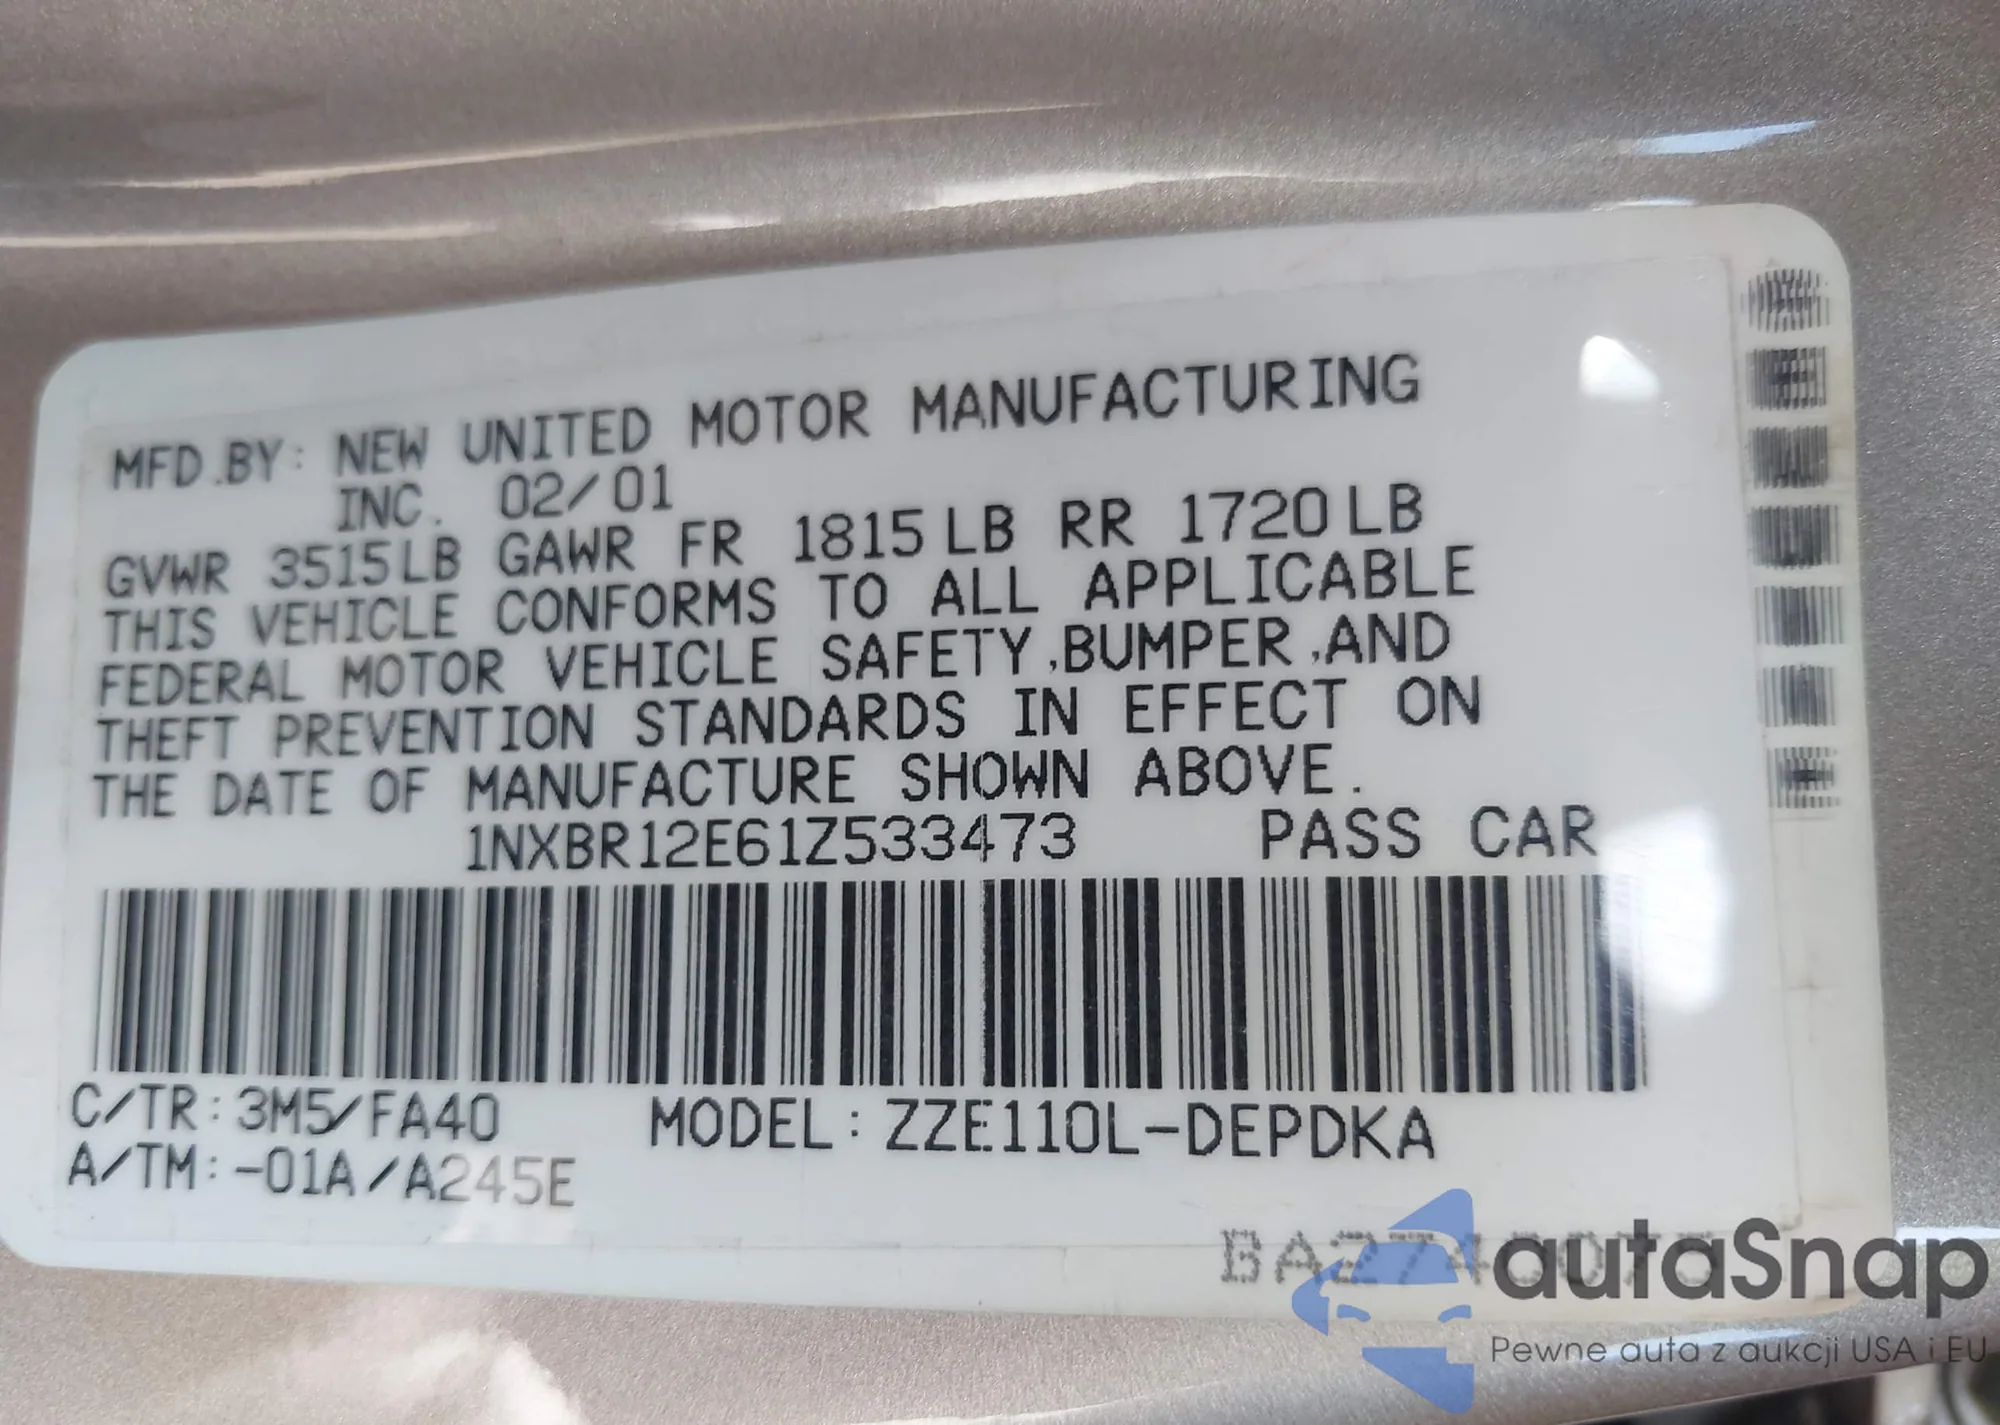 MFD.BY: NEW UNITED MOTOR MANUFACTURING
INC. 02/01
GVWR 3515LB GAWR FR 1815LB RR 1720LB
THIS VEHICLE CONFORMS TO ALL APPLICABLE
FEDERAL MOTOR VEHICLE SAFETY,BUMPER,AND
THEFT PREVENTION STANDARDS IN EFFECT ON
THE DATE OF MANUFACTURE SHOWN ABOVE.
1NXBR12E61Z533473 PASS CAR
C/TR: 3M5/FA40 MODEL: ZZE110L-DEPDKA
A/TM: -01A/A245E
autaSnap
Pewne auta z aukcji USA i EU